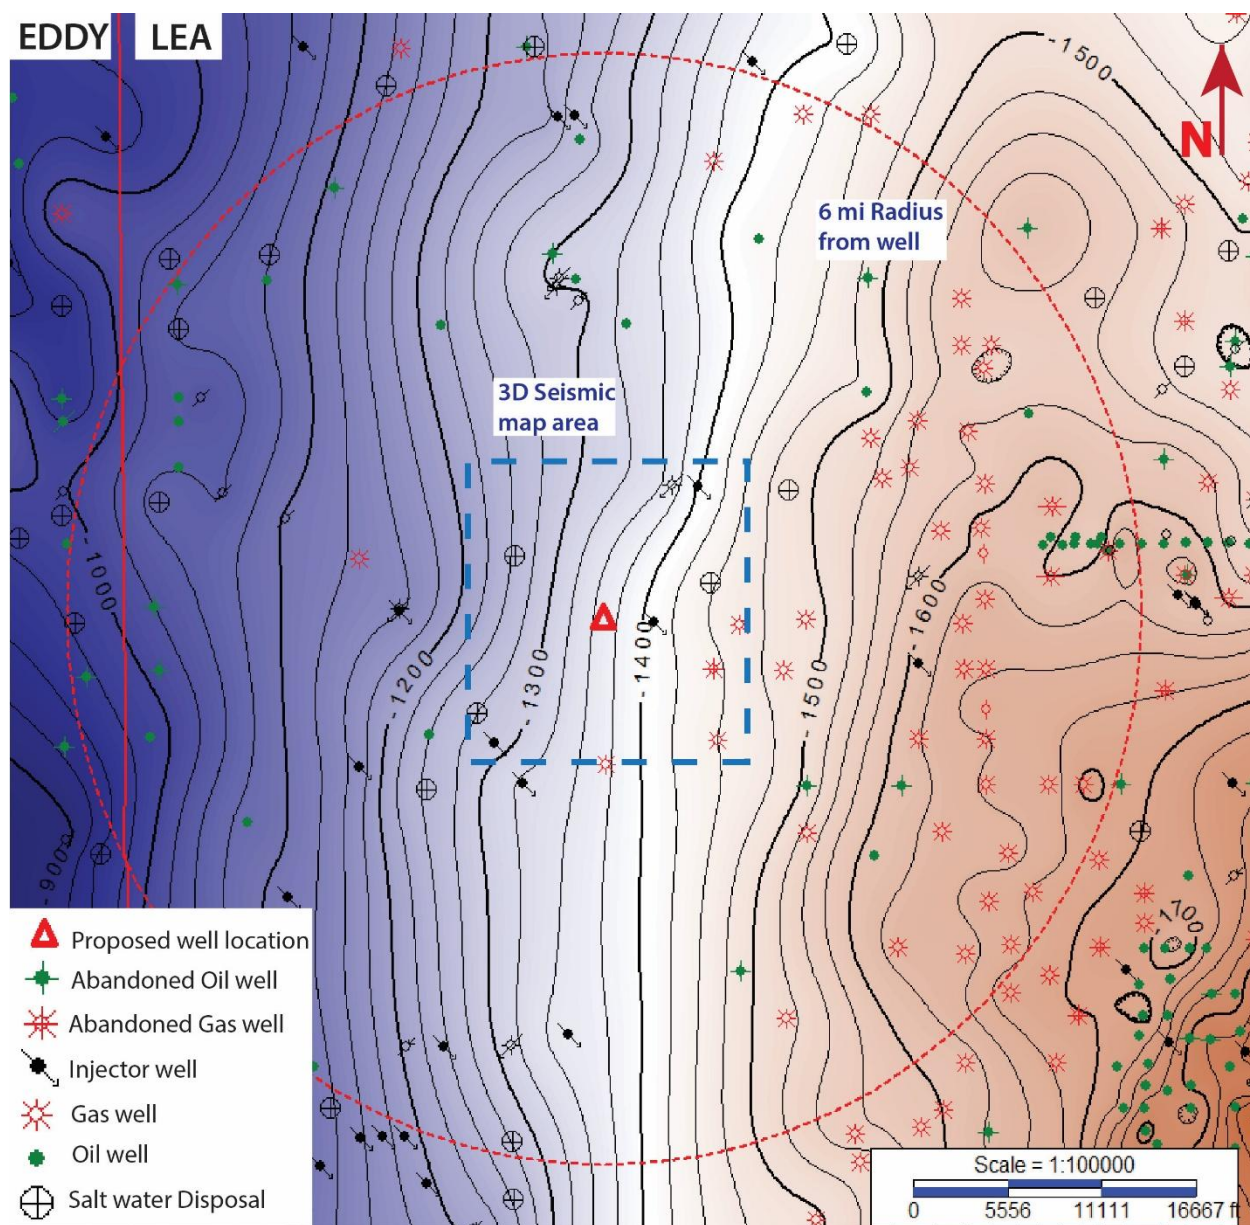 EDDY LEA
-1500
N
6 mi Radius
from well
3D Seismic
map area
-1000
-1200
-1300
-1400
-1500
-1600
-900
-1700
Proposed well location
Abandoned Oil well
Abandoned Gas well
Injector well
Gas well
Oil well
Salt water Disposal
Scale = 1:100000
0 5556 11111 16667 ft